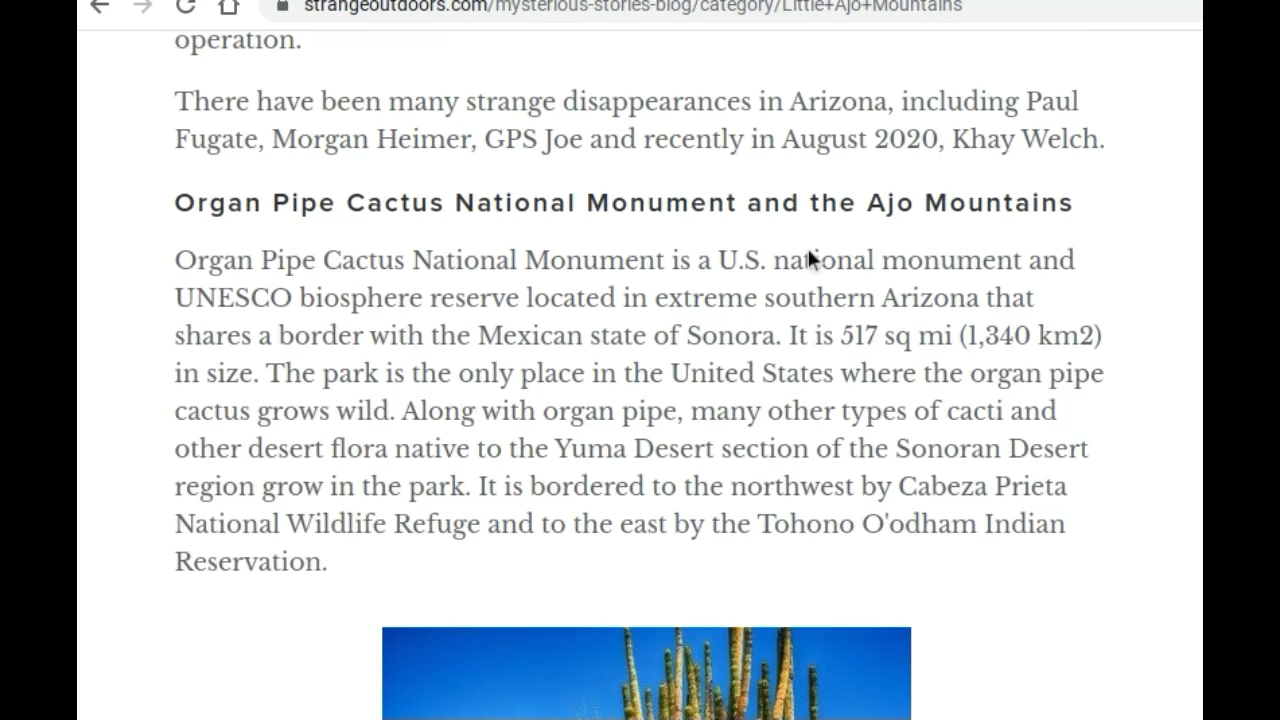 strangeoutdoors.com/mysterious-stories-blog/category/Little+Ajo+Mountains
operation.
There have been many strange disappearances in Arizona, including Paul
Fugate, Morgan Heimer, GPS Joe and recently in August 2020, Khay Welch.
Organ Pipe Cactus National Monument and the Ajo Mountains
Organ Pipe Cactus National Monument is a U.S. national monument and
UNESCO biosphere reserve located in extreme southern Arizona that
shares a border with the Mexican state of Sonora. It is 517 sq mi (1,340 km2)
in size. The park is the only place in the United States where the organ pipe
cactus grows wild. Along with organ pipe, many other types of cacti and
other desert flora native to the Yuma Desert section of the Sonoran Desert
region grow in the park. It is bordered to the northwest by Cabeza Prieta
National Wildlife Refuge and to the east by the Tohono O'odham Indian
Reservation.